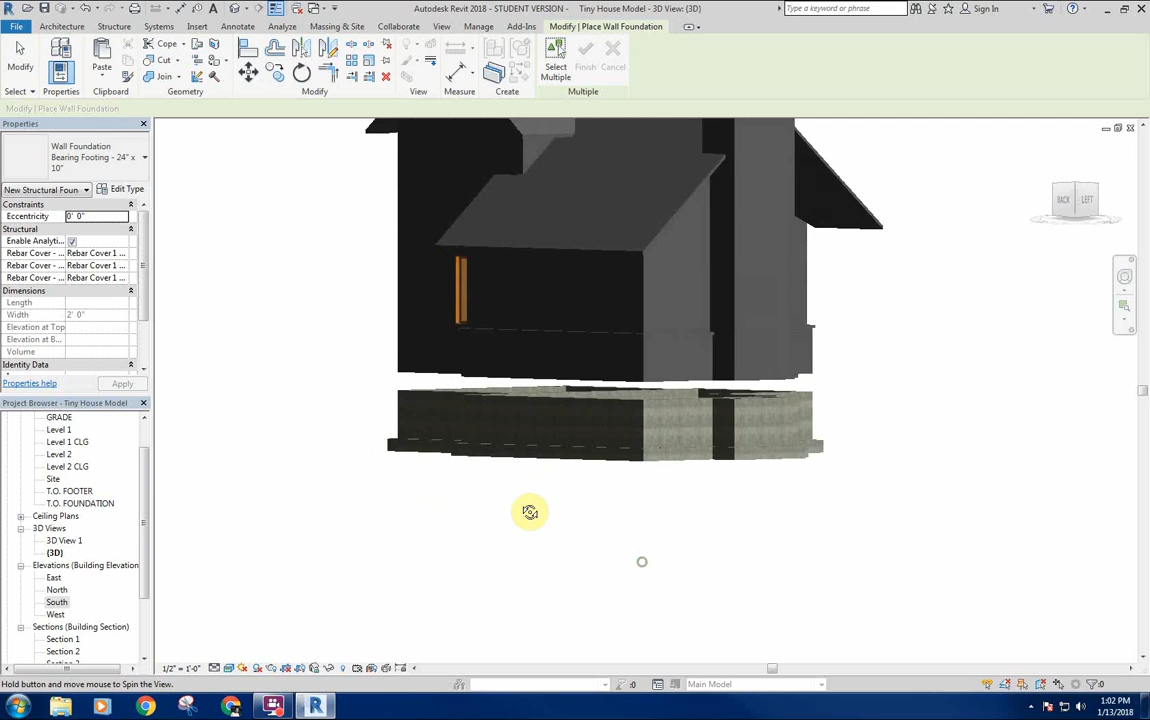 Autodesk Revit 2018 - STUDENT VERSION -    Tiny House Model - 3D View: {3D}
Type a keyword or phrase
Sign In
File Architecture Structure Systems Insert Annotate Analyze Massing & Site Collaborate View Manage Add-Ins Modify | Place Wall Foundation
Modify
Paste
Cope
Cut
Join
Select Multiple
Finish
Cancel
Select Properties Clipboard Geometry Modify View Measure Create Multiple
Modify | Place Wall Foundation
Properties
Wall Foundation
Bearing Footing - 24" x
10"
New Structural Foun Edit Type
Constraints
Eccentricity 0' 0"
Structural
Enable Analyti...
Rebar Cover - ... Rebar Cover 1 ...
Rebar Cover - ... Rebar Cover 1 ...
Rebar Cover - ... Rebar Cover 1 ...
Dimensions
Length
Width 2' 0"
Elevation at Top
Elevation at B...
Volume
Identity Data
Properties help Apply
Project Browser - Tiny House Model
GRADE
Level 1
Level 1 CLG
Level 2
Level 2 CLG
Site
T.O. FOOTER
T.O. FOUNDATION
Ceiling Plans
3D Views
3D View 1
{3D}
Elevations (Building Elevation
East
North
South
West
Sections (Building Section)
Section 1
Section 2
BACK LEFT
1/2" = 1'-0"
Hold button and move mouse to Spin the View.
:0
Main Model
:0
1:02 PM
1/13/2018